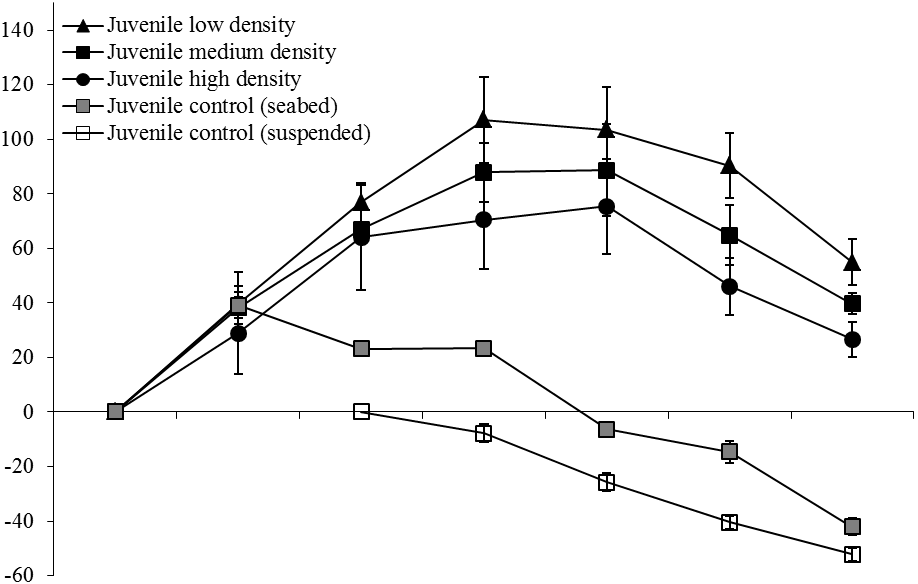 140
120
100
80
60
40
20
0
-20
-40
-60
Juvenile low density
Juvenile medium density
Juvenile high density
Juvenile control (seabed)
Juvenile control (suspended)